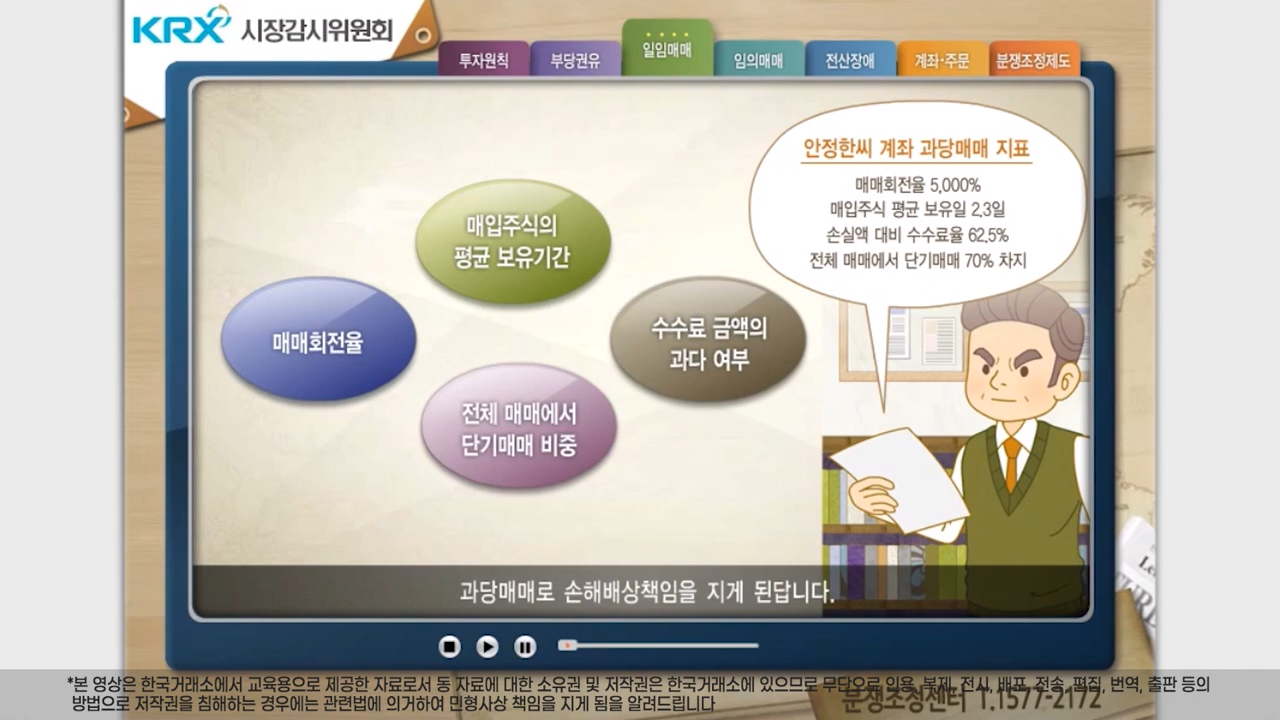 KRX 시장감시위원회
투자원칙
부당권유
일임매매
임의매매
전산장애
계좌·주문
분쟁조정제도
안정한씨 계좌 과당매매 지표
매매회전율 5,000%
매입주식 평균 보유일 2.3일
손실액 대비 수수료율 62.5%
전체 매매에서 단기매매 70% 차지
매입주식의
평균 보유기간
매매회전율
수수료 금액의
과다 여부
전체 매매에서
단기매매 비중
과당매매로 손해배상책임을 지게 된답니다.
*본 영상은 한국거래소에서 교육용으로 제공한 자료로서 동 자료에 대한 소유권 및 저작권은 한국거래소에 있으므로 무단으로 이용, 복제, 전시, 배포, 전송, 편집, 번역, 출판 등의
방법으로 저작권을 침해하는 경우에는 관련법에 의거하여 민형사상 책임을 지게 됨을 알려드립니다
분쟁조정센터 T.1577-2172